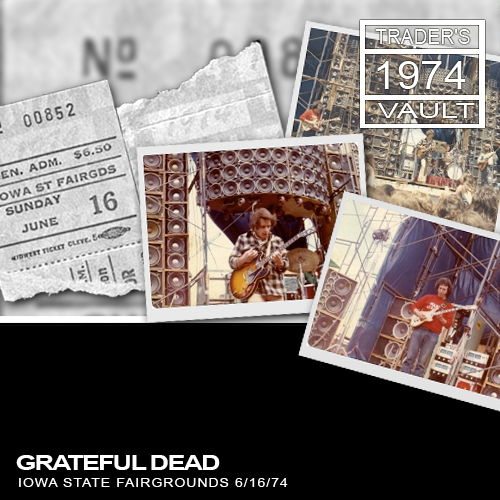 Nº 008
00852
EN. ADM. $6.50
OWA ST FAIRGDS
SUNDAY
JUNE 16
MIDWEST TICKET CLEVE.
TRADER'S
1974
VAULT
GRATEFUL DEAD
IOWA STATE FAIRGROUNDS 6/16/74